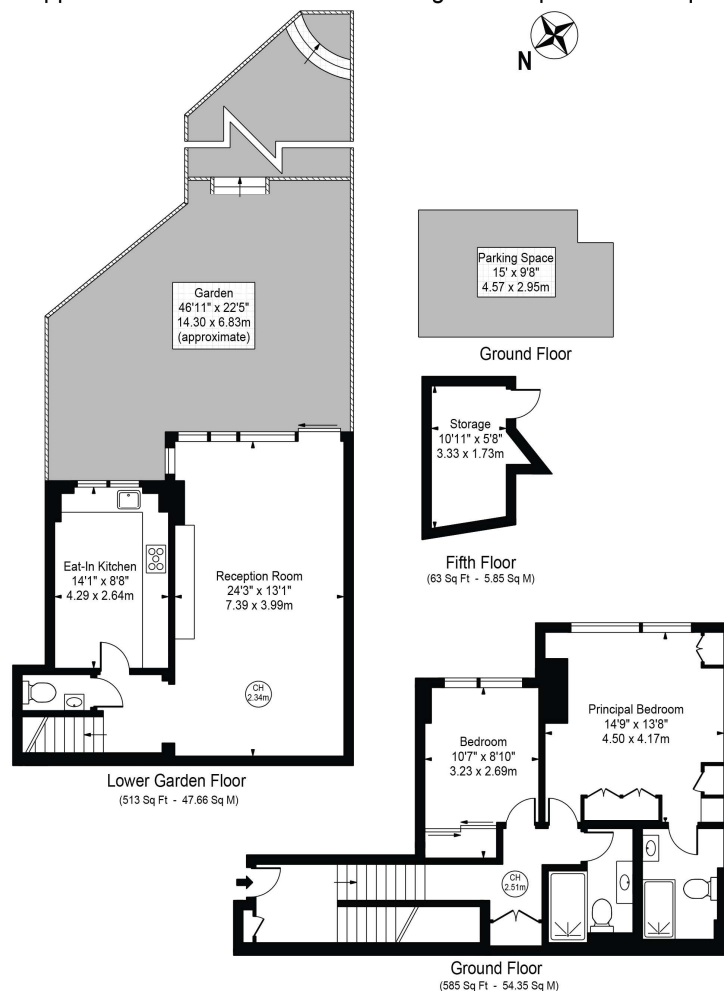 N
Garden
46'11" x 22'5"
14.30 x 6.83m
(approximate)
Parking Space
15' x 9'8"
4.57 x 2.95m
Ground Floor
Storage
10'11" x 5'8"
3.33 x 1.73m
Fifth Floor
(63 Sq Ft - 5.85 Sq M)
Eat-In Kitchen
14'1" x 8'8"
4.29 x 2.64m
Reception Room
24'3" x 13'1"
7.39 x 3.99m
CH
2.34m
Lower Garden Floor
(513 Sq Ft - 47.66 Sq M)
Principal Bedroom
14'9" x 13'8"
4.50 x 4.17m
Bedroom
10'7" x 8'10"
3.23 x 2.69m
CH
2.51m
Ground Floor
(585 Sq Ft - 54.35 Sq M)